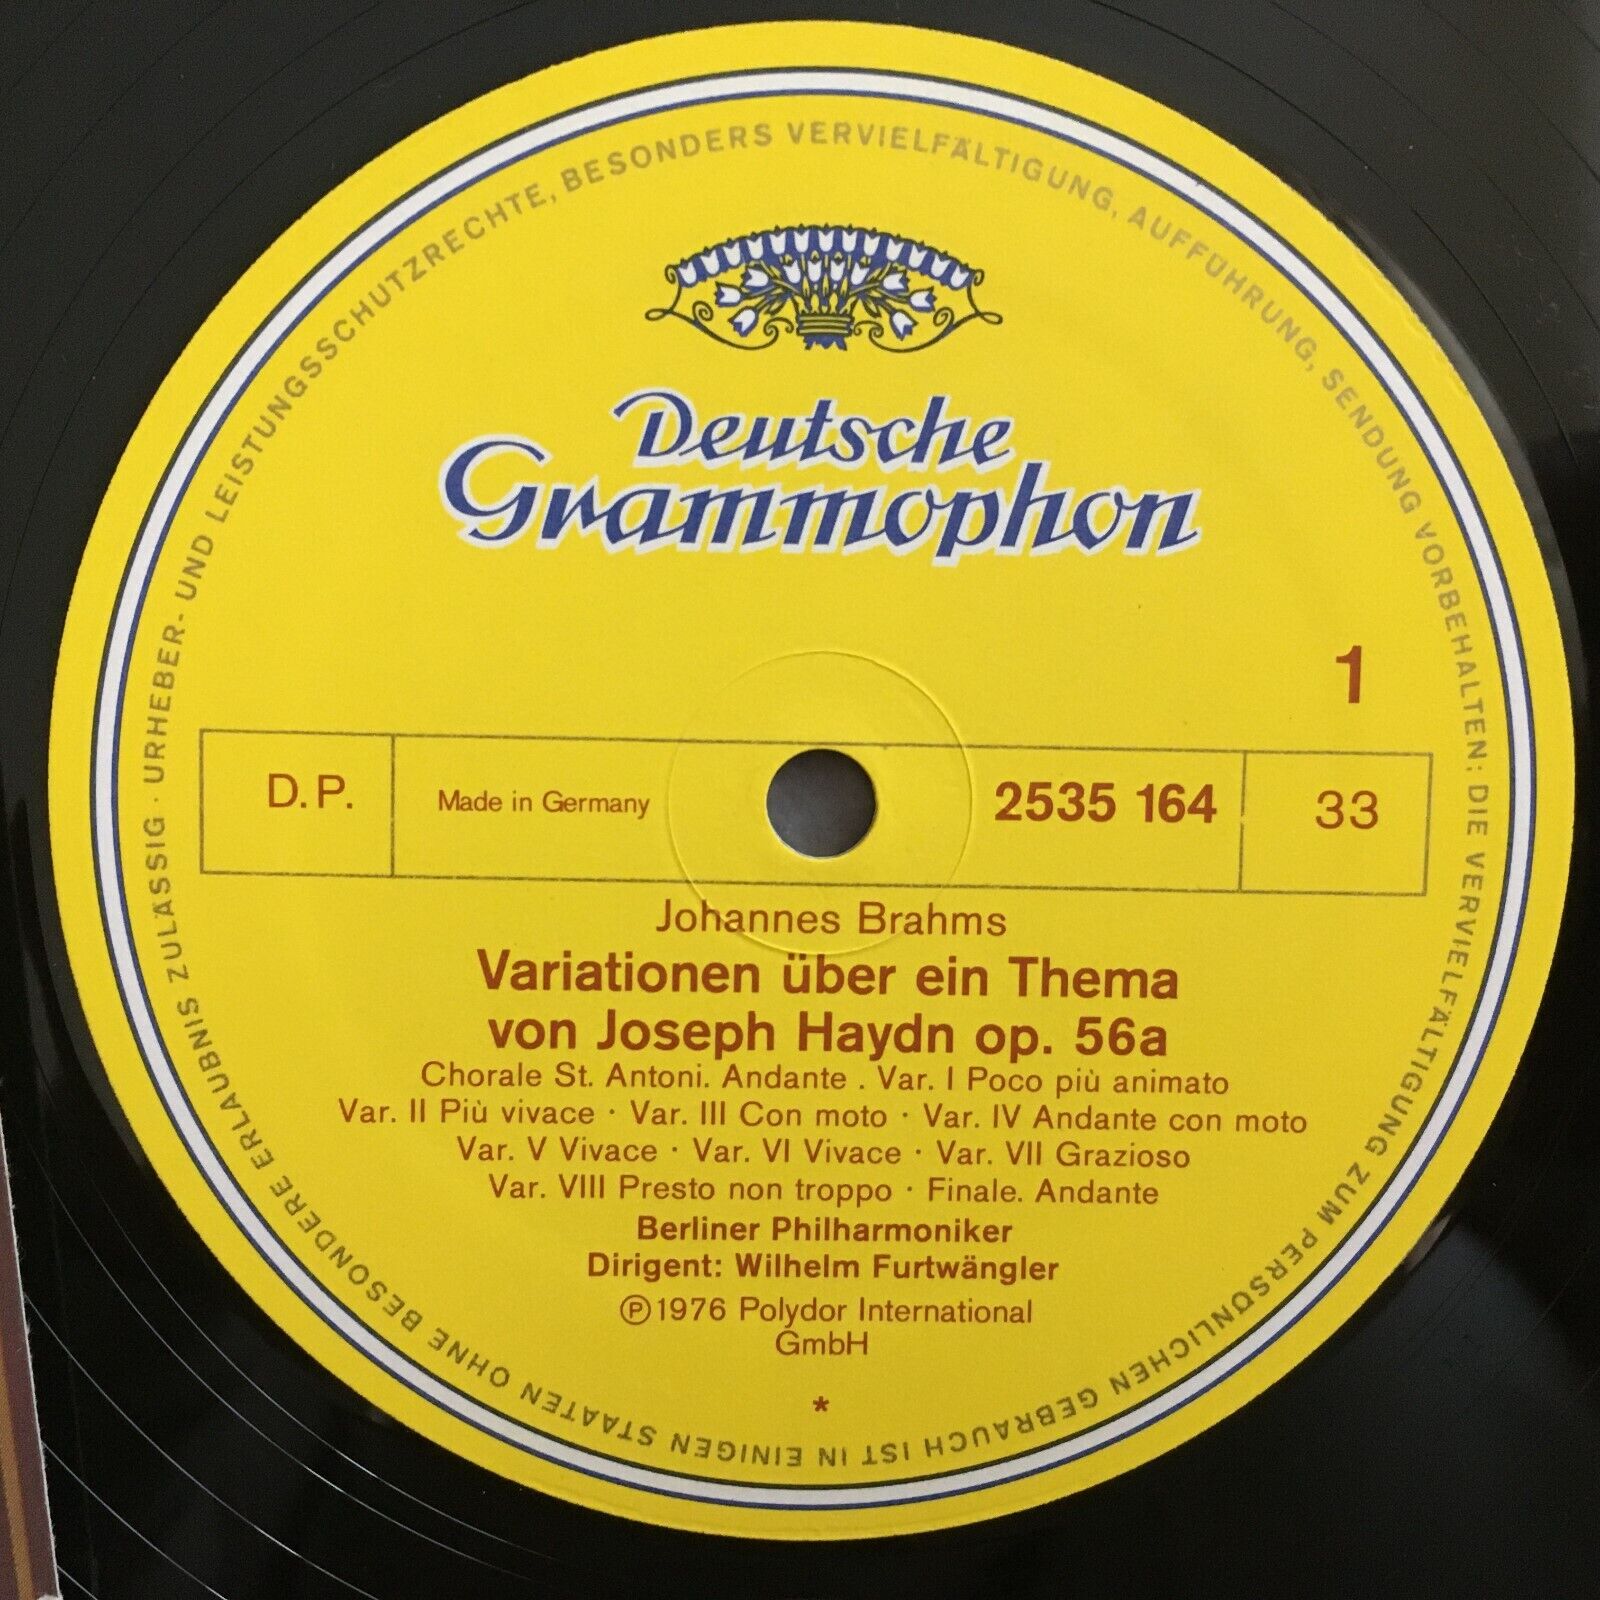 URHEBER- UND LEISTUNGSSCHUTZRECHTE, BESONDERS VERVIELFÄLTIGUNG, AUFFÜHRUNG, SENDUNG VORBEHALTEN: DIE VERVIELFÄLTIGUNG ZUM PERSÖNLICHEN GEBRAUCH IST IN EINIGEN STAATEN OHNE BESONDERE ERLAUBNIS ZULÄSSIG ·
Deutsche
Grammophon
1
D.P. Made in Germany 2535 164 33
Johannes Brahms
Variationen über ein Thema
von Joseph Haydn op. 56a
Chorale St. Antoni. Andante . Var. I Poco più animato
Var. II Più vivace · Var. III Con moto · Var. IV Andante con moto
Var. V Vivace · Var. VI Vivace · Var. VII Grazioso
Var. VIII Presto non troppo · Finale. Andante
Berliner Philharmoniker
Dirigent: Wilhelm Furtwängler
℗ 1976 Polydor International
GmbH
*